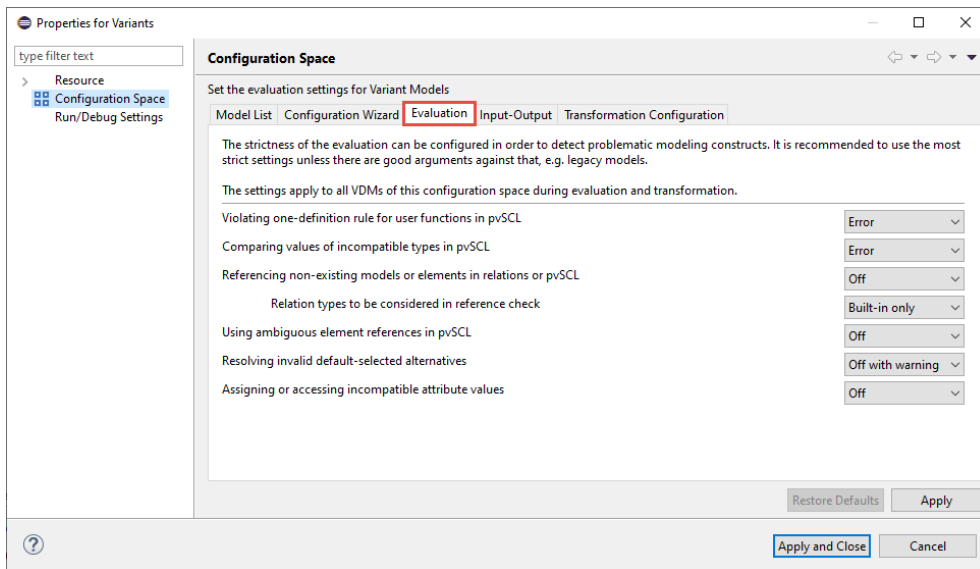 Properties for Variants
type filter text
Resource
Configuration Space
Run/Debug Settings
Configuration Space
Set the evaluation settings for Variant Models
Model List Configuration Wizard Evaluation Input-Output Transformation Configuration
The strictness of the evaluation can be configured in order to detect problematic modeling constructs. It is recommended to use the most
strict settings unless there are good arguments against that, e.g. legacy models.
The settings apply to all VDMs of this configuration space during evaluation and transformation.
Violating one-definition rule for user functions in pvSCL Error
Comparing values of incompatible types in pvSCL Error
Referencing non-existing models or elements in relations or pvSCL Off
Relation types to be considered in reference check Built-in only
Using ambiguous element references in pvSCL Off
Resolving invalid default-selected alternatives Off with warning
Assigning or accessing incompatible attribute values Off
Restore Defaults Apply
? Apply and Close Cancel